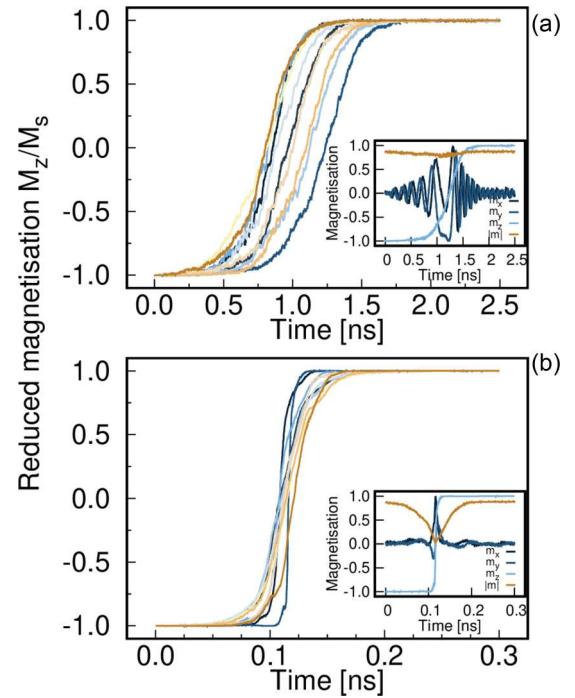 (a)
Reduced magnetisation M_z/M_s
1.0
0.5
0.0
-0.5
-1.0
0.0 0.5 1.0 1.5 2.0 2.5
Time [ns]
Magnetisation
1.0
0.5
0
-0.5
-1.0
m_x
m_y
m_z
|m|
0 0.5 1.0 1.5 2.0 2.5
Time [ns]
(b)
1.0
0.5
0.0
-0.5
-1.0
0.0 0.1 0.2 0.3
Time [ns]
Magnetisation
1.0
0.5
0
-0.5
-1.0
m_x
m_y
m_z
|m|
0 0.1 0.2 0.3
Time [ns]